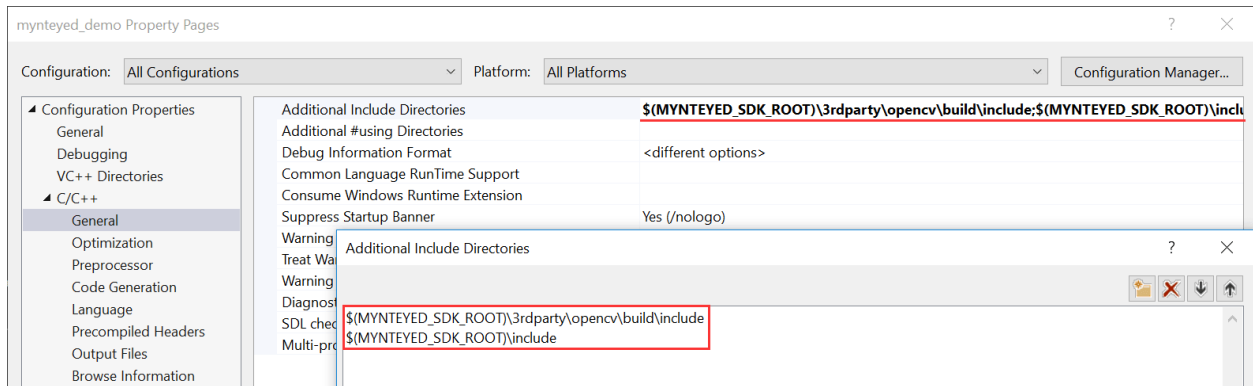 mynteyed_demo Property Pages
Configuration: All Configurations Platform: All Platforms Configuration Manager...
Configuration Properties
General
Debugging
VC++ Directories
C/C++
General
Optimization
Preprocessor
Code Generation
Language
Precompiled Headers
Output Files
Browse Information
Additional Include Directories $(MYNTEYED_SDK_ROOT)\3rdparty\opencv\build\include;$(MYNTEYED_SDK_ROOT)\inclu
Additional #using Directories
Debug Information Format <different options>
Common Language RunTime Support
Consume Windows Runtime Extension
Suppress Startup Banner Yes (/nologo)
Warning
Treat Wa
Warning
Diagnost
SDL chec
Multi-pro
Additional Include Directories
$(MYNTEYED_SDK_ROOT)\3rdparty\opencv\build\include
$(MYNTEYED_SDK_ROOT)\include